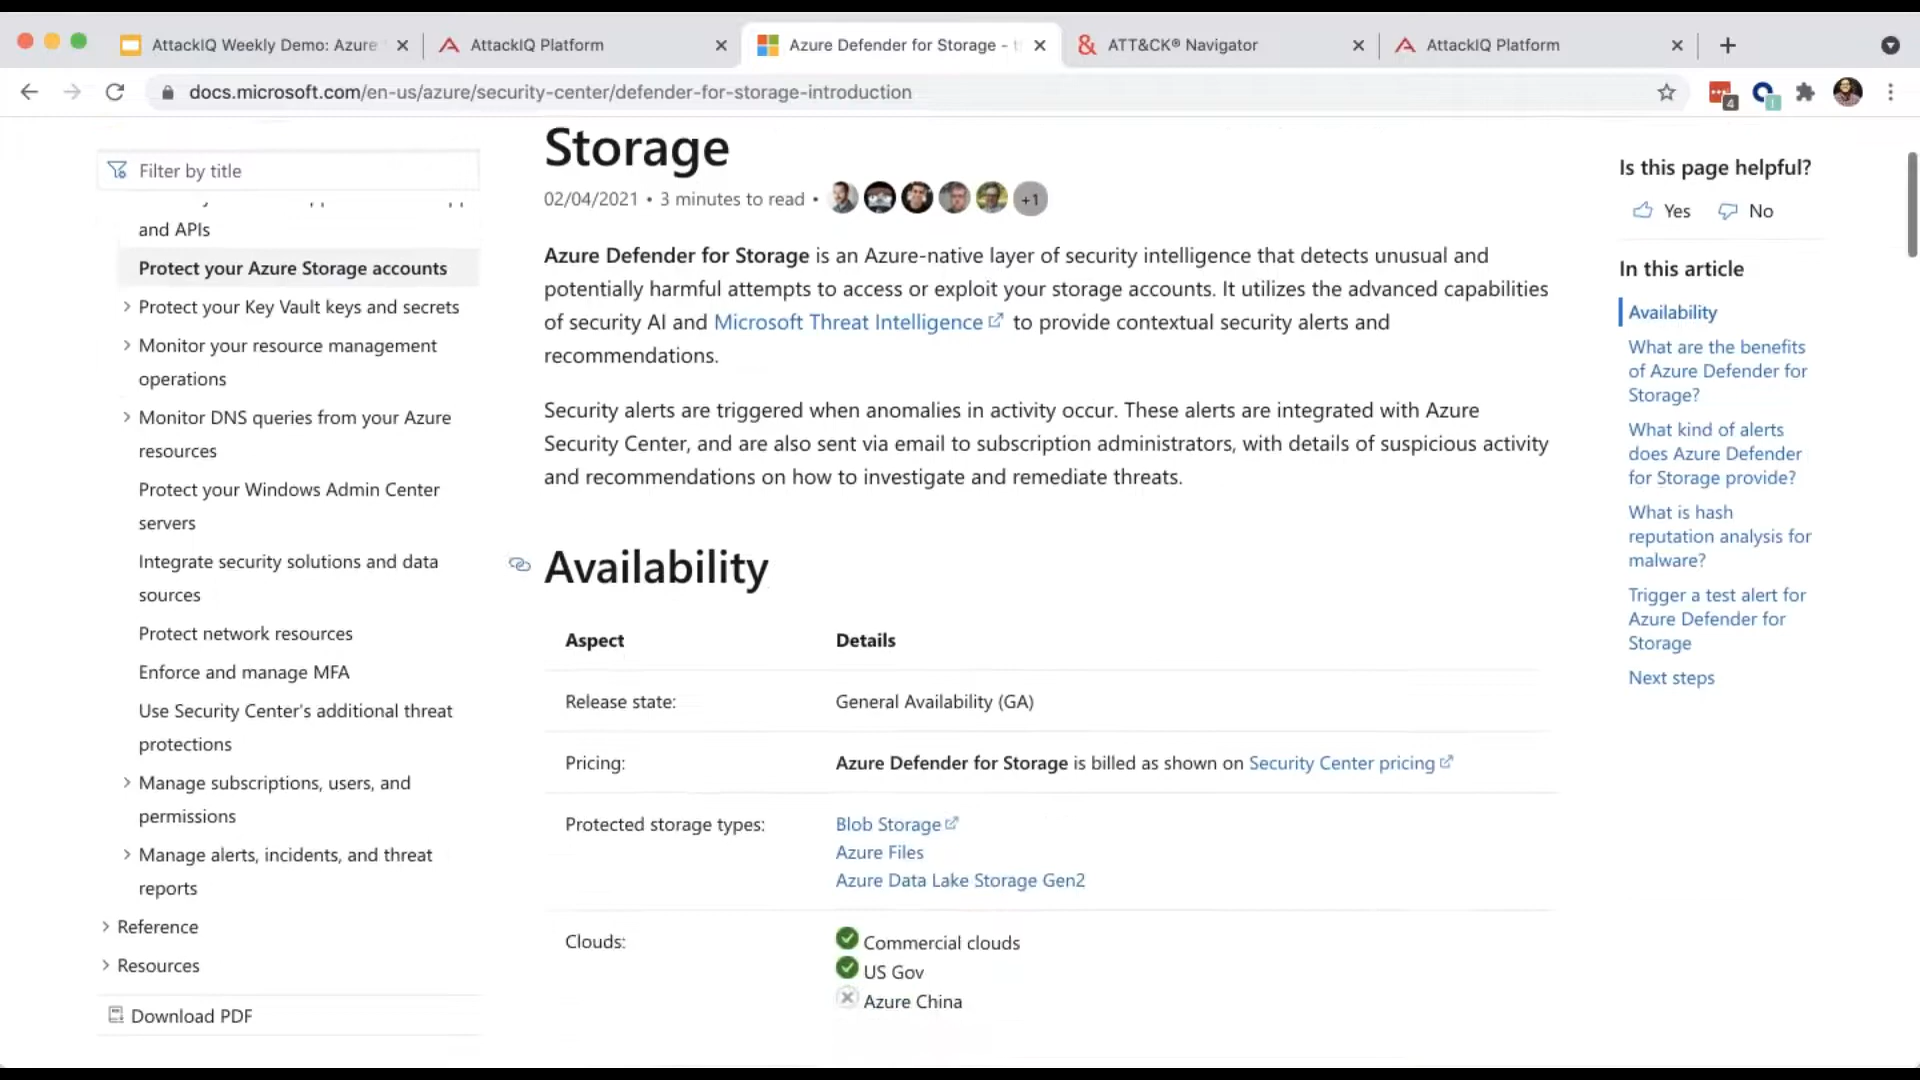 AttackIQ Weekly Demo: Azure
AttackIQ Platform
Azure Defender for Storage -
ATT&CK® Navigator
AttackIQ Platform
docs.microsoft.com/en-us/azure/security-center/defender-for-storage-introduction
4
Filter by title
and APIs
Protect your Azure Storage accounts
Protect your Key Vault keys and secrets
Monitor your resource management
operations
Monitor DNS queries from your Azure
resources
Protect your Windows Admin Center
servers
Integrate security solutions and data
sources
Protect network resources
Enforce and manage MFA
Use Security Center's additional threat
protections
Manage subscriptions, users, and
permissions
Manage alerts, incidents, and threat
reports
Reference
Resources
Download PDF
Storage
02/04/2021 • 3 minutes to read •
+1
Azure Defender for Storage is an Azure-native layer of security intelligence that detects unusual and
potentially harmful attempts to access or exploit your storage accounts. It utilizes the advanced capabilities
of security AI and Microsoft Threat Intelligence to provide contextual security alerts and
recommendations.
Security alerts are triggered when anomalies in activity occur. These alerts are integrated with Azure
Security Center, and are also sent via email to subscription administrators, with details of suspicious activity
and recommendations on how to investigate and remediate threats.
Availability
Aspect Details
Release state: General Availability (GA)
Pricing: Azure Defender for Storage is billed as shown on Security Center pricing
Protected storage types: Blob Storage
Azure Files
Azure Data Lake Storage Gen2
Clouds: Commercial clouds
US Gov
Azure China
Is this page helpful?
Yes No
In this article
Availability
What are the benefits
of Azure Defender for
Storage?
What kind of alerts
does Azure Defender
for Storage provide?
What is hash
reputation analysis for
malware?
Trigger a test alert for
Azure Defender for
Storage
Next steps